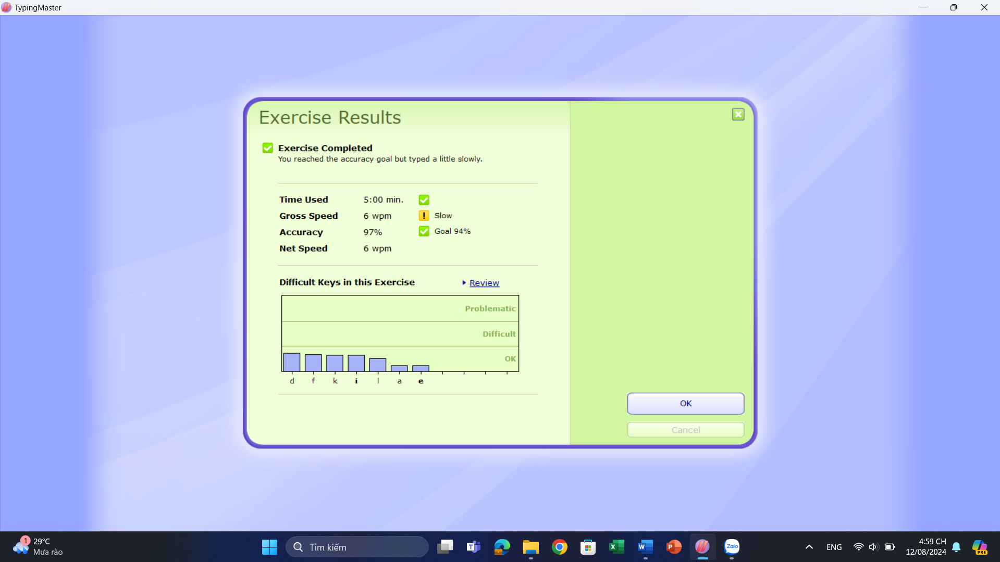 TypingMaster
Exercise Results
Exercise Completed
You reached the accuracy goal but typed a little slowly.
Time Used 5:00 min.
Gross Speed 6 wpm ! Slow
Accuracy 97% Goal 94%
Net Speed 6 wpm
Difficult Keys in this Exercise Review
Problematic
Difficult
OK
d f k i l a e
OK
Cancel
1
29°C
Mưa rào
Tìm kiếm
Zalo
ENG
4:59 CH
12/08/2024
PRE